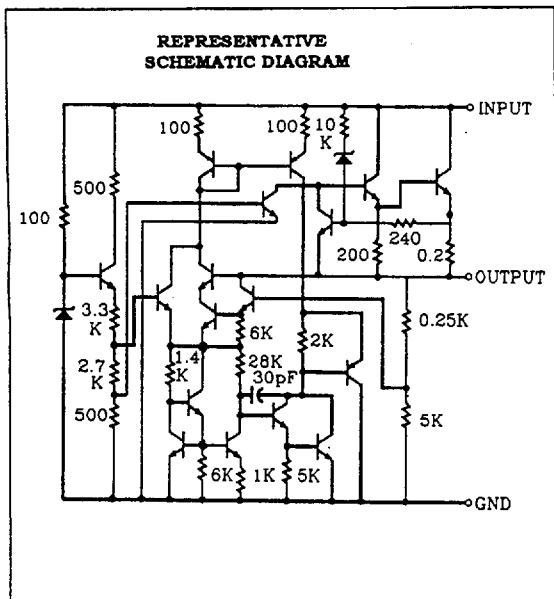 REPRESENTATIVE
SCHEMATIC DIAGRAM
INPUT
100
100
10
K
500
100
240
200
0.2
OUTPUT
3.3
K
0.25K
6K
2K
2.7
K
1.4
K
28K
30pF
500
5K
6K
1K
5K
GND